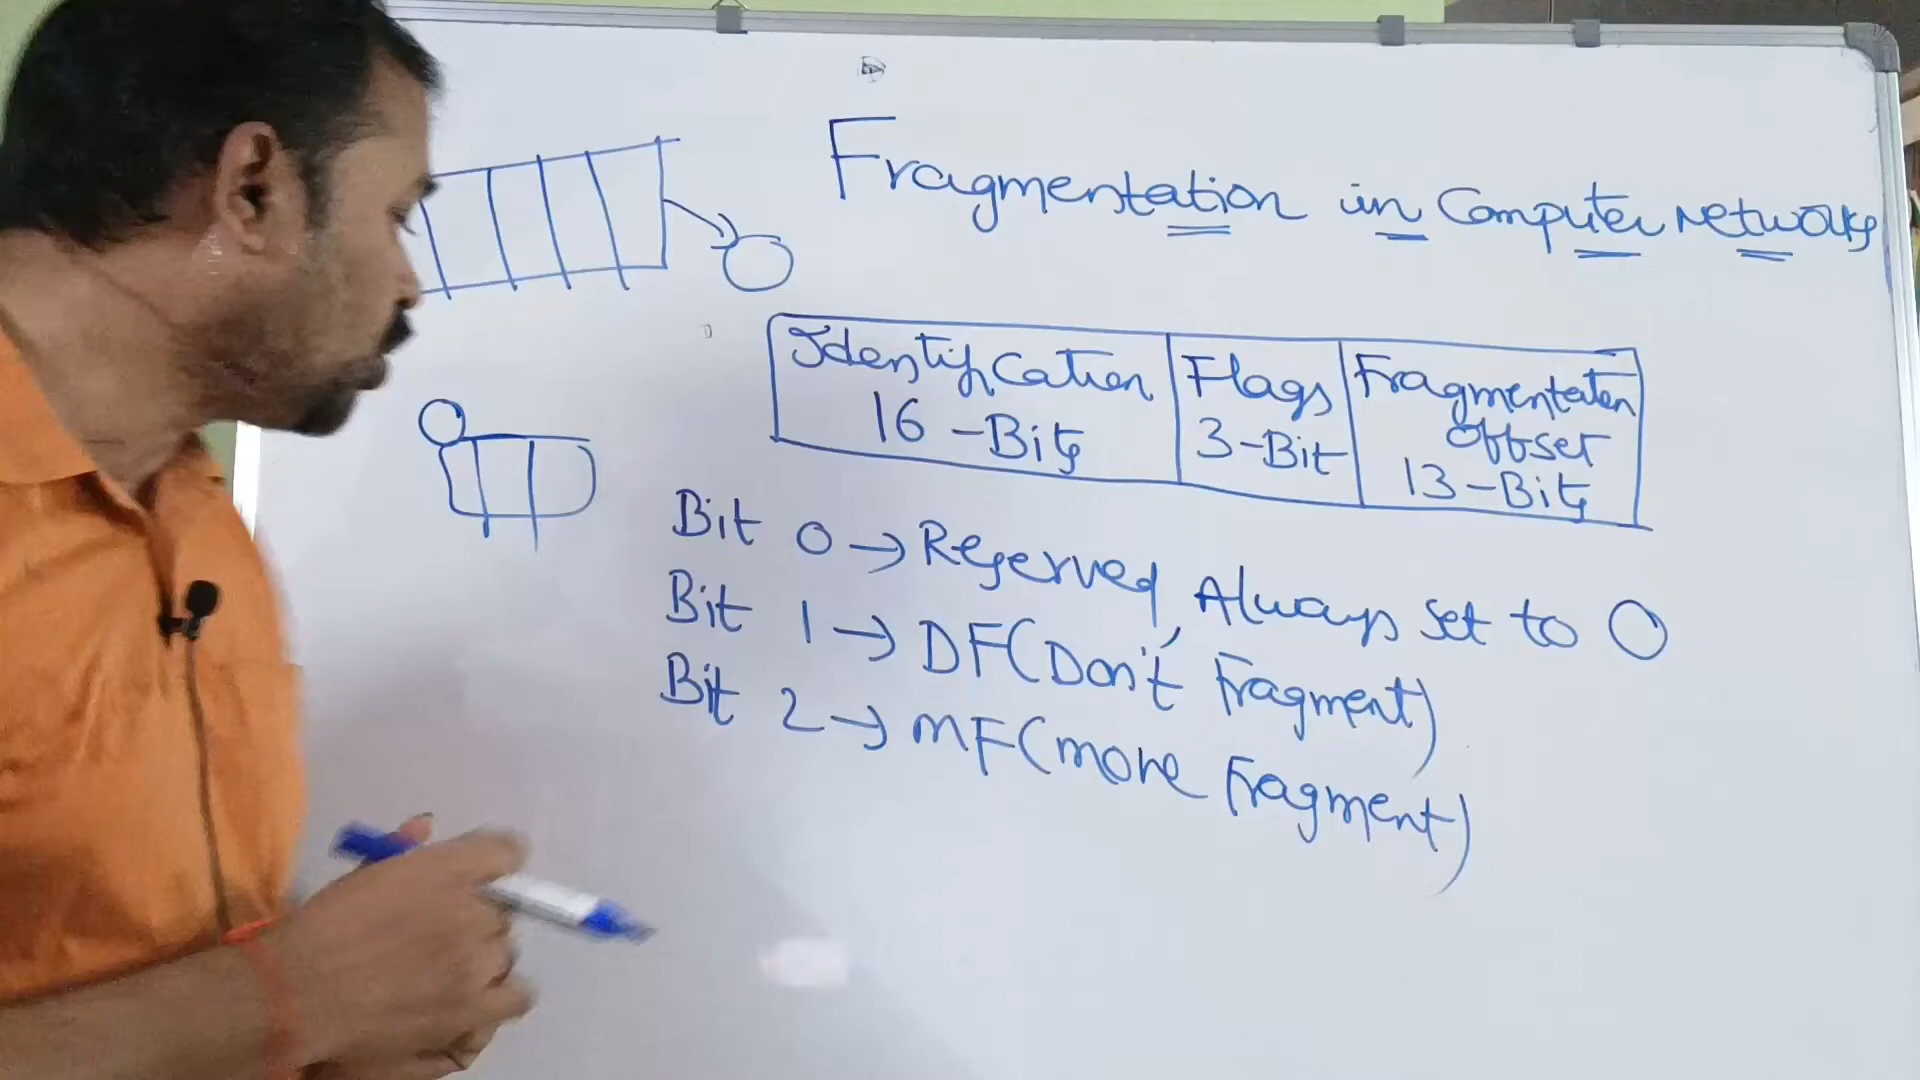 Fragmentation in Computer Networks
Identification 16-Bits
Flags 3-Bit
Fragmentation offset 13-Bits
Bit 0 → Reserved, Always set to 0
Bit 1 → DF(Don't Fragment)
Bit 2 → MF(more Fragment)